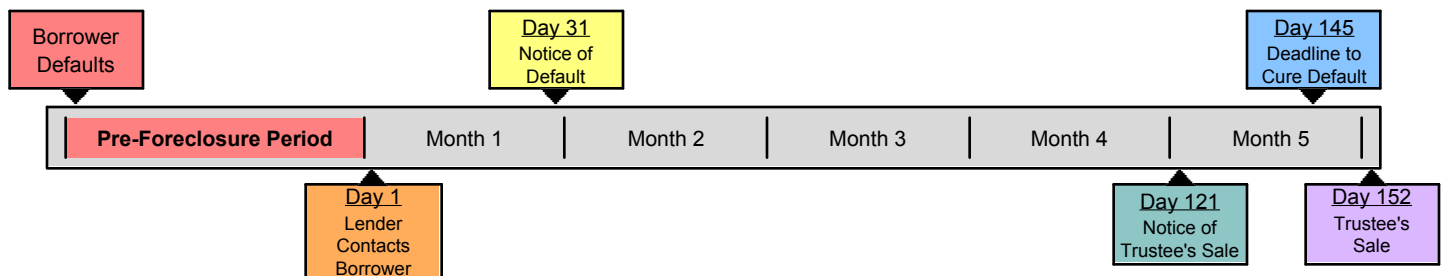 Borrower
Defaults
Day 31
Notice of
Default
Day 145
Deadline to
Cure Default
Pre-Foreclosure Period
Month 1
Month 2
Month 3
Month 4
Month 5
Day 1
Lender
Contacts
Borrower
Day 121
Notice of
Trustee's Sale
Day 152
Trustee's
Sale